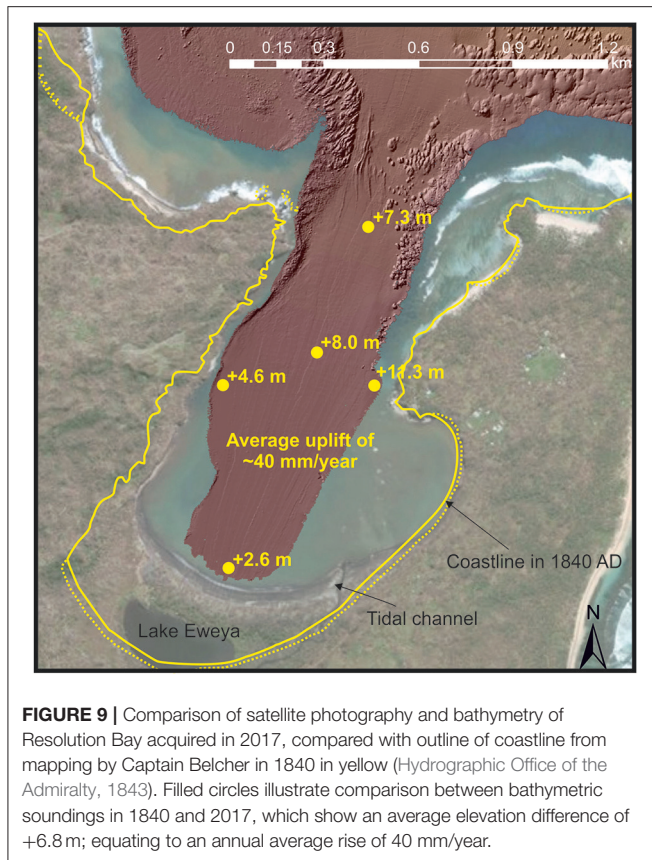 0 0.15 0.3 0.6 0.9 1.2
km
+7.3 m
+8.0 m
+4.6 m
+11.3 m
Average uplift of
~40 mm/year
Coastline in 1840 AD
+2.6 m
Tidal channel
Lake Eweya
N
FIGURE 9 | Comparison of satellite photography and bathymetry of
Resolution Bay acquired in 2017, compared with outline of coastline from
mapping by Captain Belcher in 1840 in yellow (Hydrographic Office of the
Admiralty, 1843). Filled circles illustrate comparison between bathymetric
soundings in 1840 and 2017, which show an average elevation difference of
+6.8 m; equating to an annual average rise of 40 mm/year.